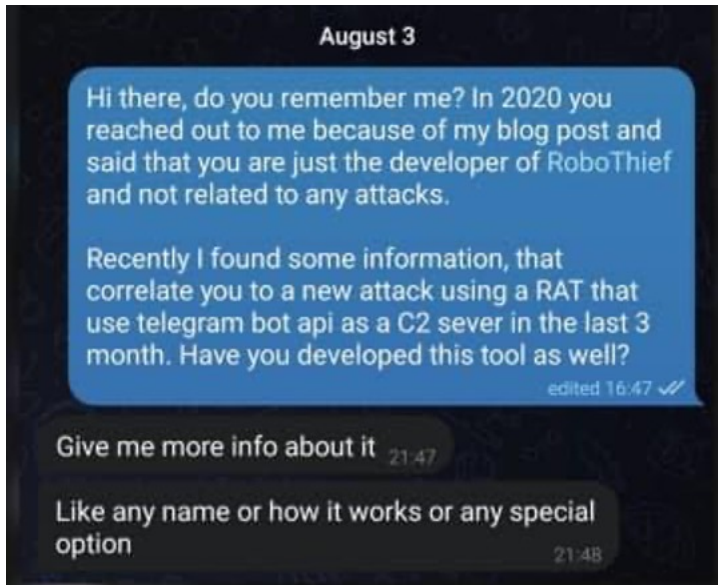 August 3
Hi there, do you remember me? In 2020 you
reached out to me because of my blog post and
said that you are just the developer of RoboThief
and not related to any attacks.
Recently I found some information, that
correlate you to a new attack using a RAT that
use telegram bot api as a C2 sever in the last 3
month. Have you developed this tool as well?
edited 16:47
Give me more info about it 21:47
Like any name or how it works or any special
option 21:48